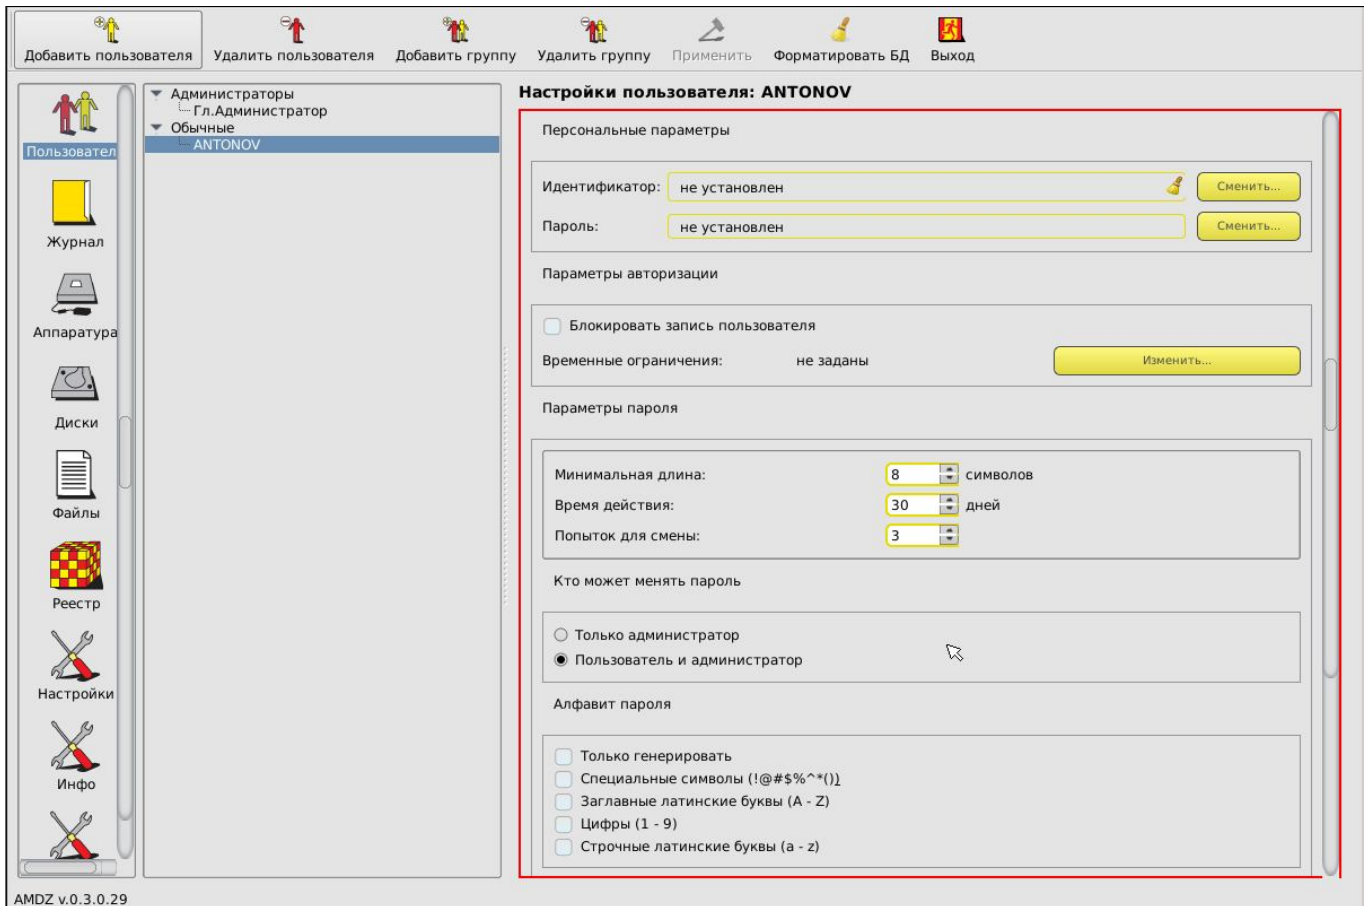 Добавить пользователя Удалить пользователя Добавить группу Удалить группу Применить Форматировать БД Выход
Пользовател
Журнал
Аппаратура
Диски
Файлы
Реестр
Настройки
Инфо
Администраторы
Гл.Администратор
Обычные
ANTONOV
Настройки пользователя: ANTONOV
Персональные параметры
Идентификатор: не установлен Сменить...
Пароль: не установлен Сменить...
Параметры авторизации
Блокировать запись пользователя
Временные ограничения: не заданы Изменить...
Параметры пароля
Минимальная длина: 8 символов
Время действия: 30 дней
Попыток для смены: 3
Кто может менять пароль
Только администратор
Пользователь и администратор
Алфавит пароля
Только генерировать
Специальные символы (!@#$%^*())
Заглавные латинские буквы (A - Z)
Цифры (1 - 9)
Строчные латинские буквы (a - z)
AMDZ v.0.3.0.29